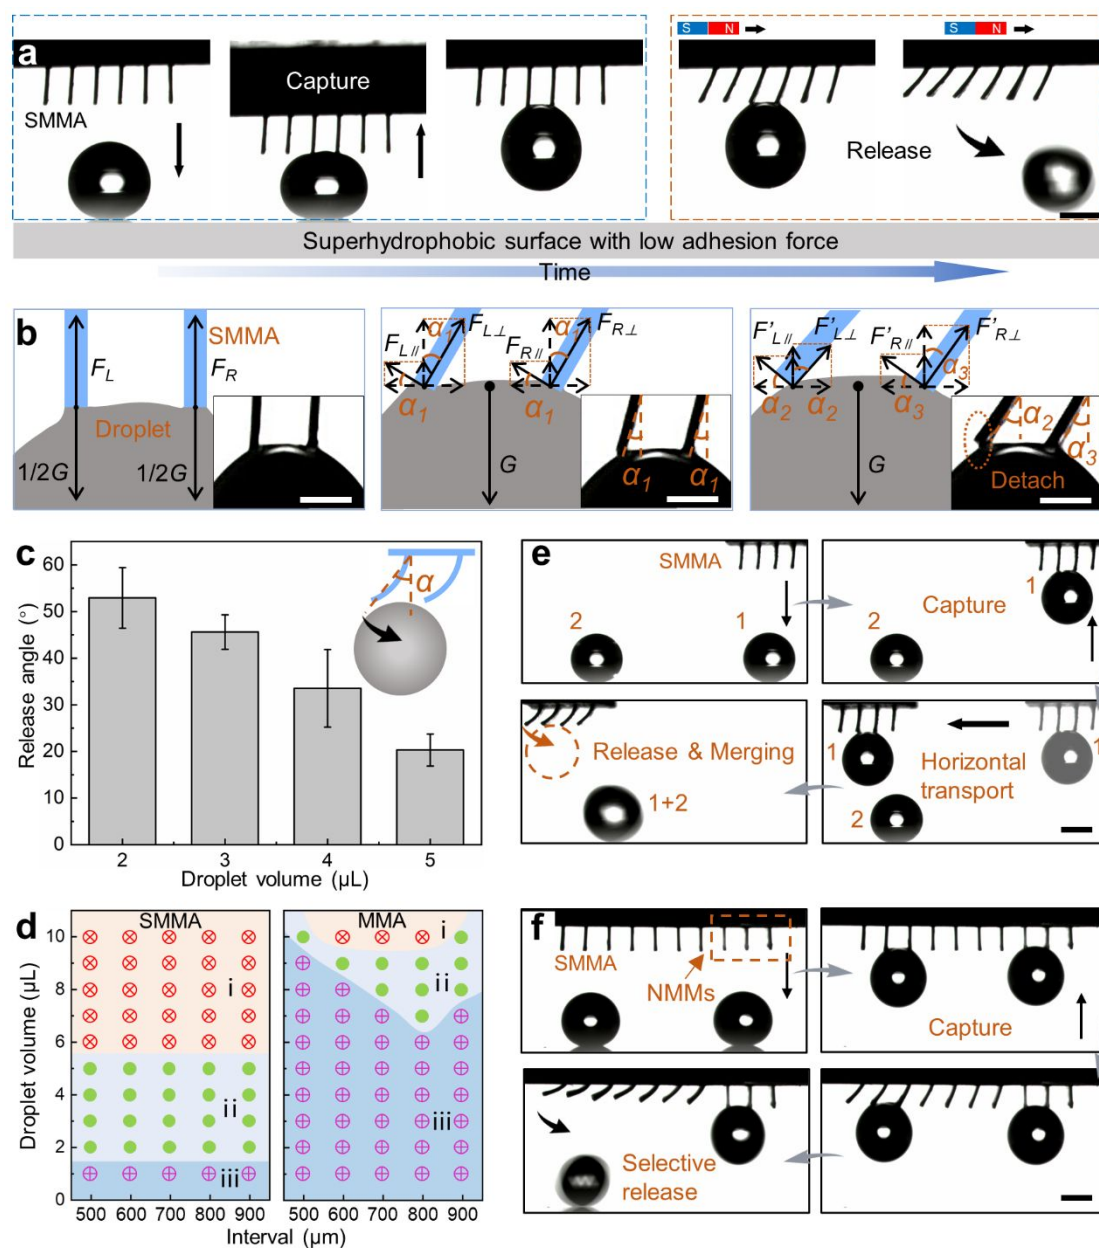 a
S N
S N
Capture
SMMA
Release
Superhydrophobic surface with low adhesion force
Time
b
SMMA
F_L
F_R
Droplet
1/2G
1/2G
F_L//
α_1
F_L⊥
F_R//
α_1
F_R⊥
α_1
α_1
G
α_1
α_1
F'_L//
F'_L⊥
F'_R//
F'_R⊥
α_3
α_2
α_2
α_3
G
α_2
α_3
Detach
c
Release angle (°)
60
50
40
30
20
10
0
α
2 3 4 5
Droplet volume (µL)
d
SMMA
MMA
Droplet volume (µL)
10
8
6
4
2
0
i
ii
iii
i
ii
iii
500 600 700 800 900
500 600 700 800 900
Interval (µm)
e
SMMA
2
1
2
Capture
1
Release & Merging
1+2
1
2
Horizontal
transport
1
f
SMMA
NMMs
Capture
Selective
release